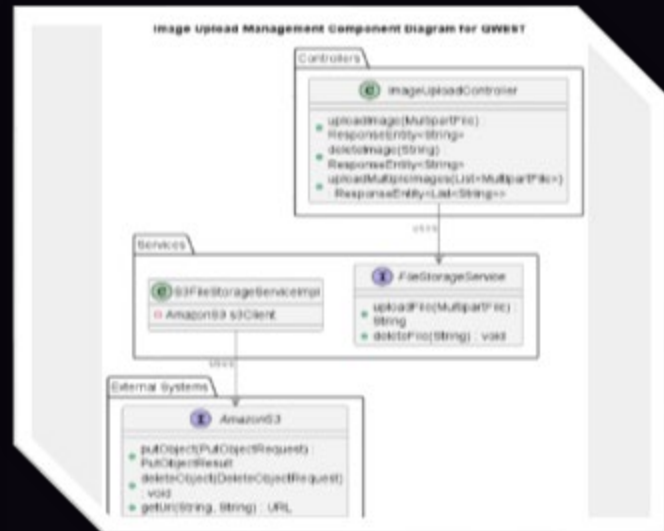 Image Upload Management Component Diagram for QWEST
Controllers
C ImageUploadController
uploadImage(MultipartFile) :
ResponseEntity<String>
deleteImage(String) :
ResponseEntity<String>
uploadMultipleImages(List<MultipartFile>)
: ResponseEntity<List<String>>
uses
Services
C S3FileStorageServiceImpl
AmazonS3 s3Client
I FileStorageService
uploadFile(MultipartFile) :
String
deleteFile(String) : void
uses
External Systems
I AmazonS3
putObject(PutObjectRequest) :
PutObjectResult
deleteObject(DeleteObjectRequest)
: void
getUrl(String, String) : URL